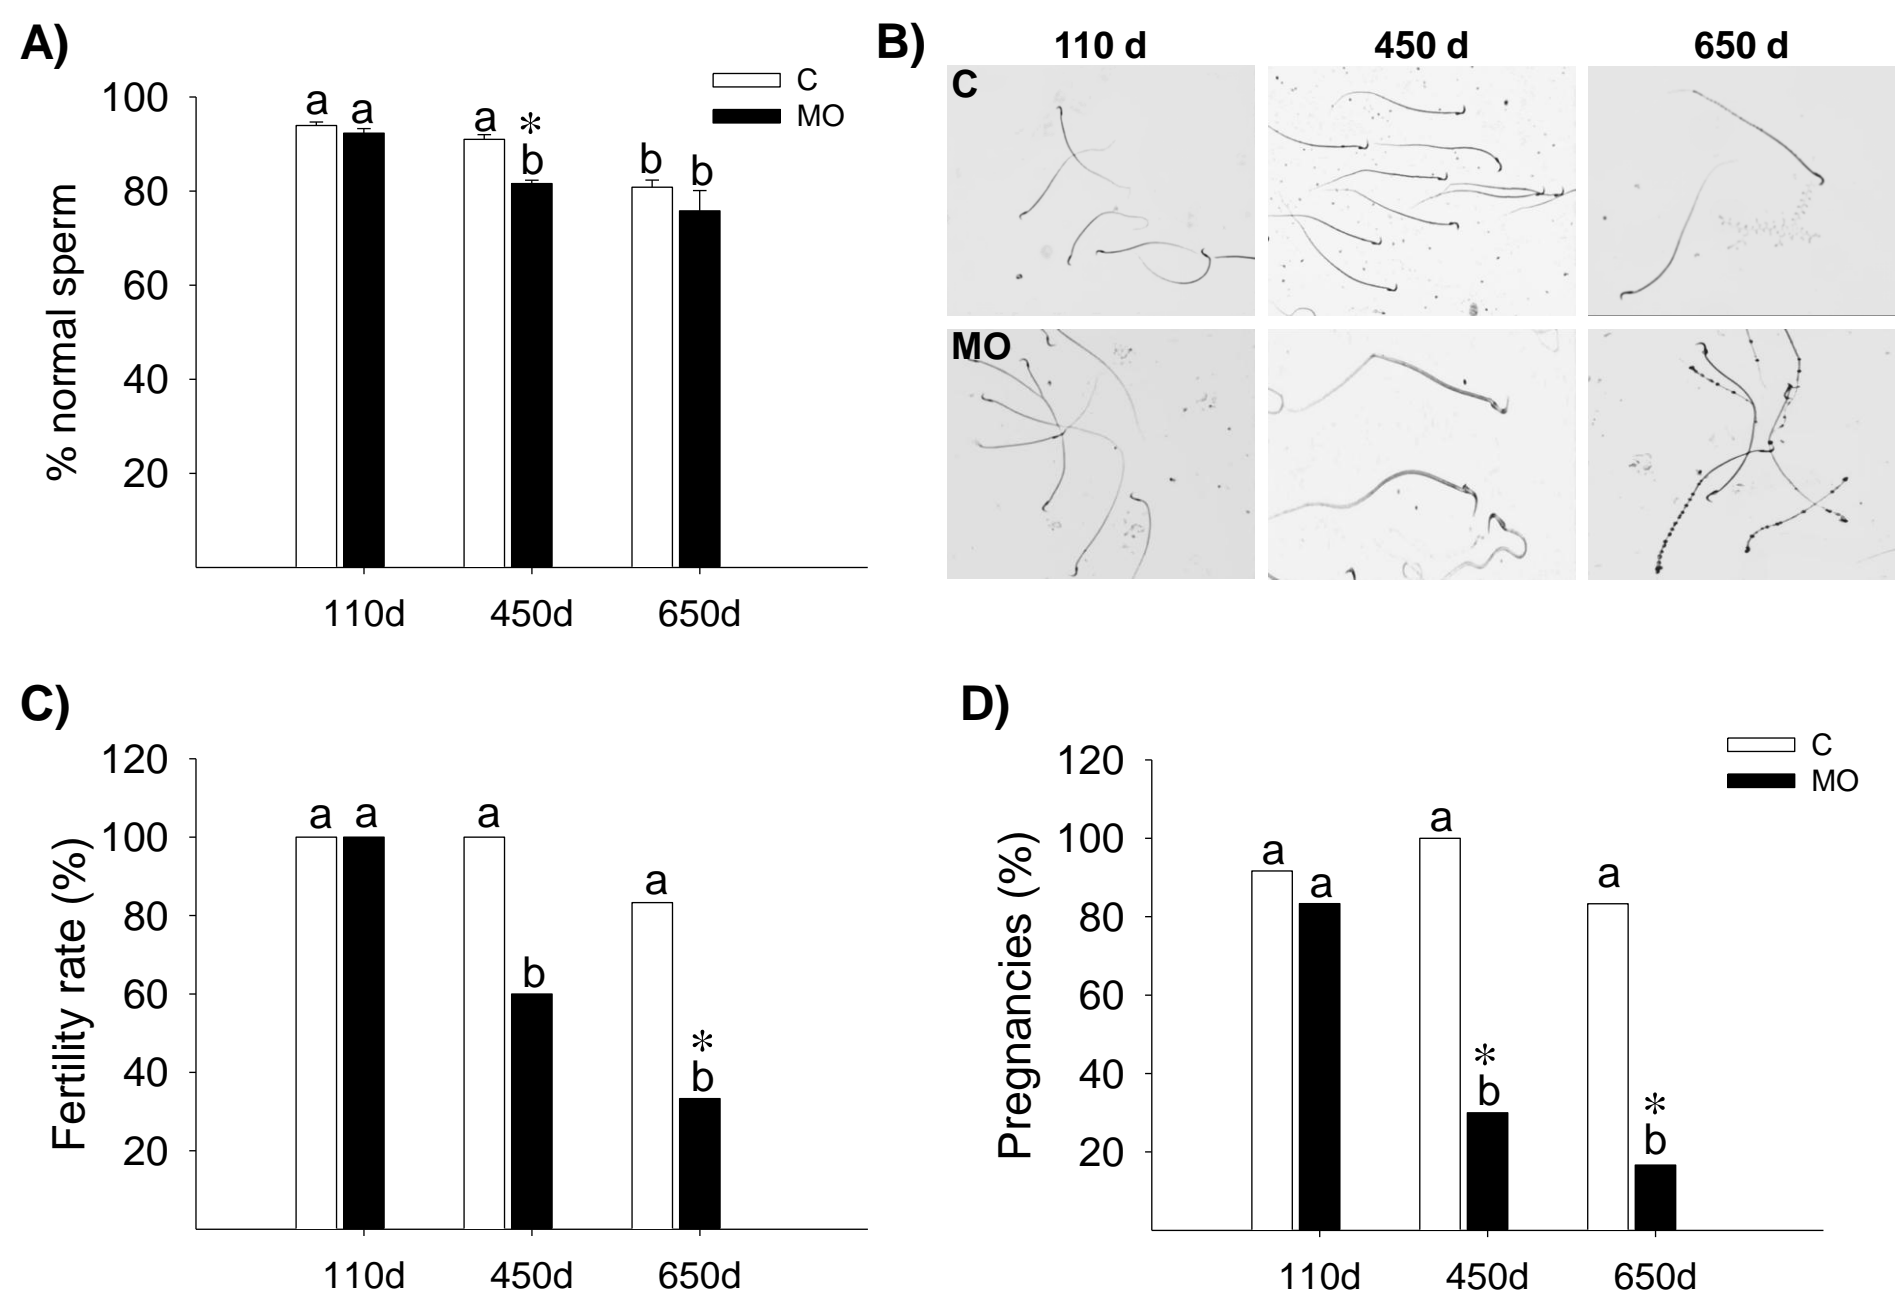 A)
% normal sperm
100
80
60
40
20
a a a * b b b
C
MO
110d 450d 650d
B)
110 d 450 d 650 d
C
MO
C)
Fertility rate (%)
120
100
80
60
40
20
a a a b a * b
110d 450d 650d
D)
Pregnancies (%)
120
100
80
60
40
20
a a a * b a * b
C
MO
110d 450d 650d